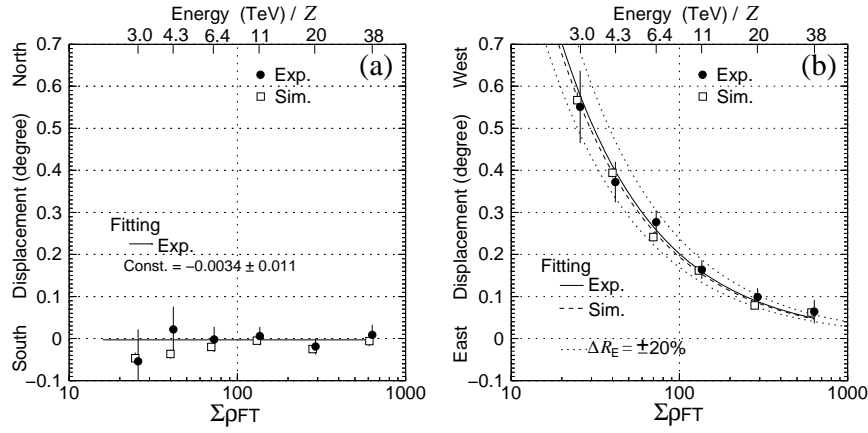 Energy (TeV) / Z
3.0 4.3 6.4 11 20 38
0.7
0.6
0.5
0.4
0.3
0.2
0.1
0
−0.1
South Displacement (degree) North
(a)
Exp.
Sim.
Fitting
Exp.
Const. = −0.0034 ± 0.011
10 100 1000
ΣρFT
Energy (TeV) / Z
3.0 4.3 6.4 11 20 38
0.7
0.6
0.5
0.4
0.3
0.2
0.1
0
−0.1
East Displacement (degree) West
(b)
Exp.
Sim.
Fitting
Exp.
Sim.
ΔRE = ±20%
10 100 1000
ΣρFT